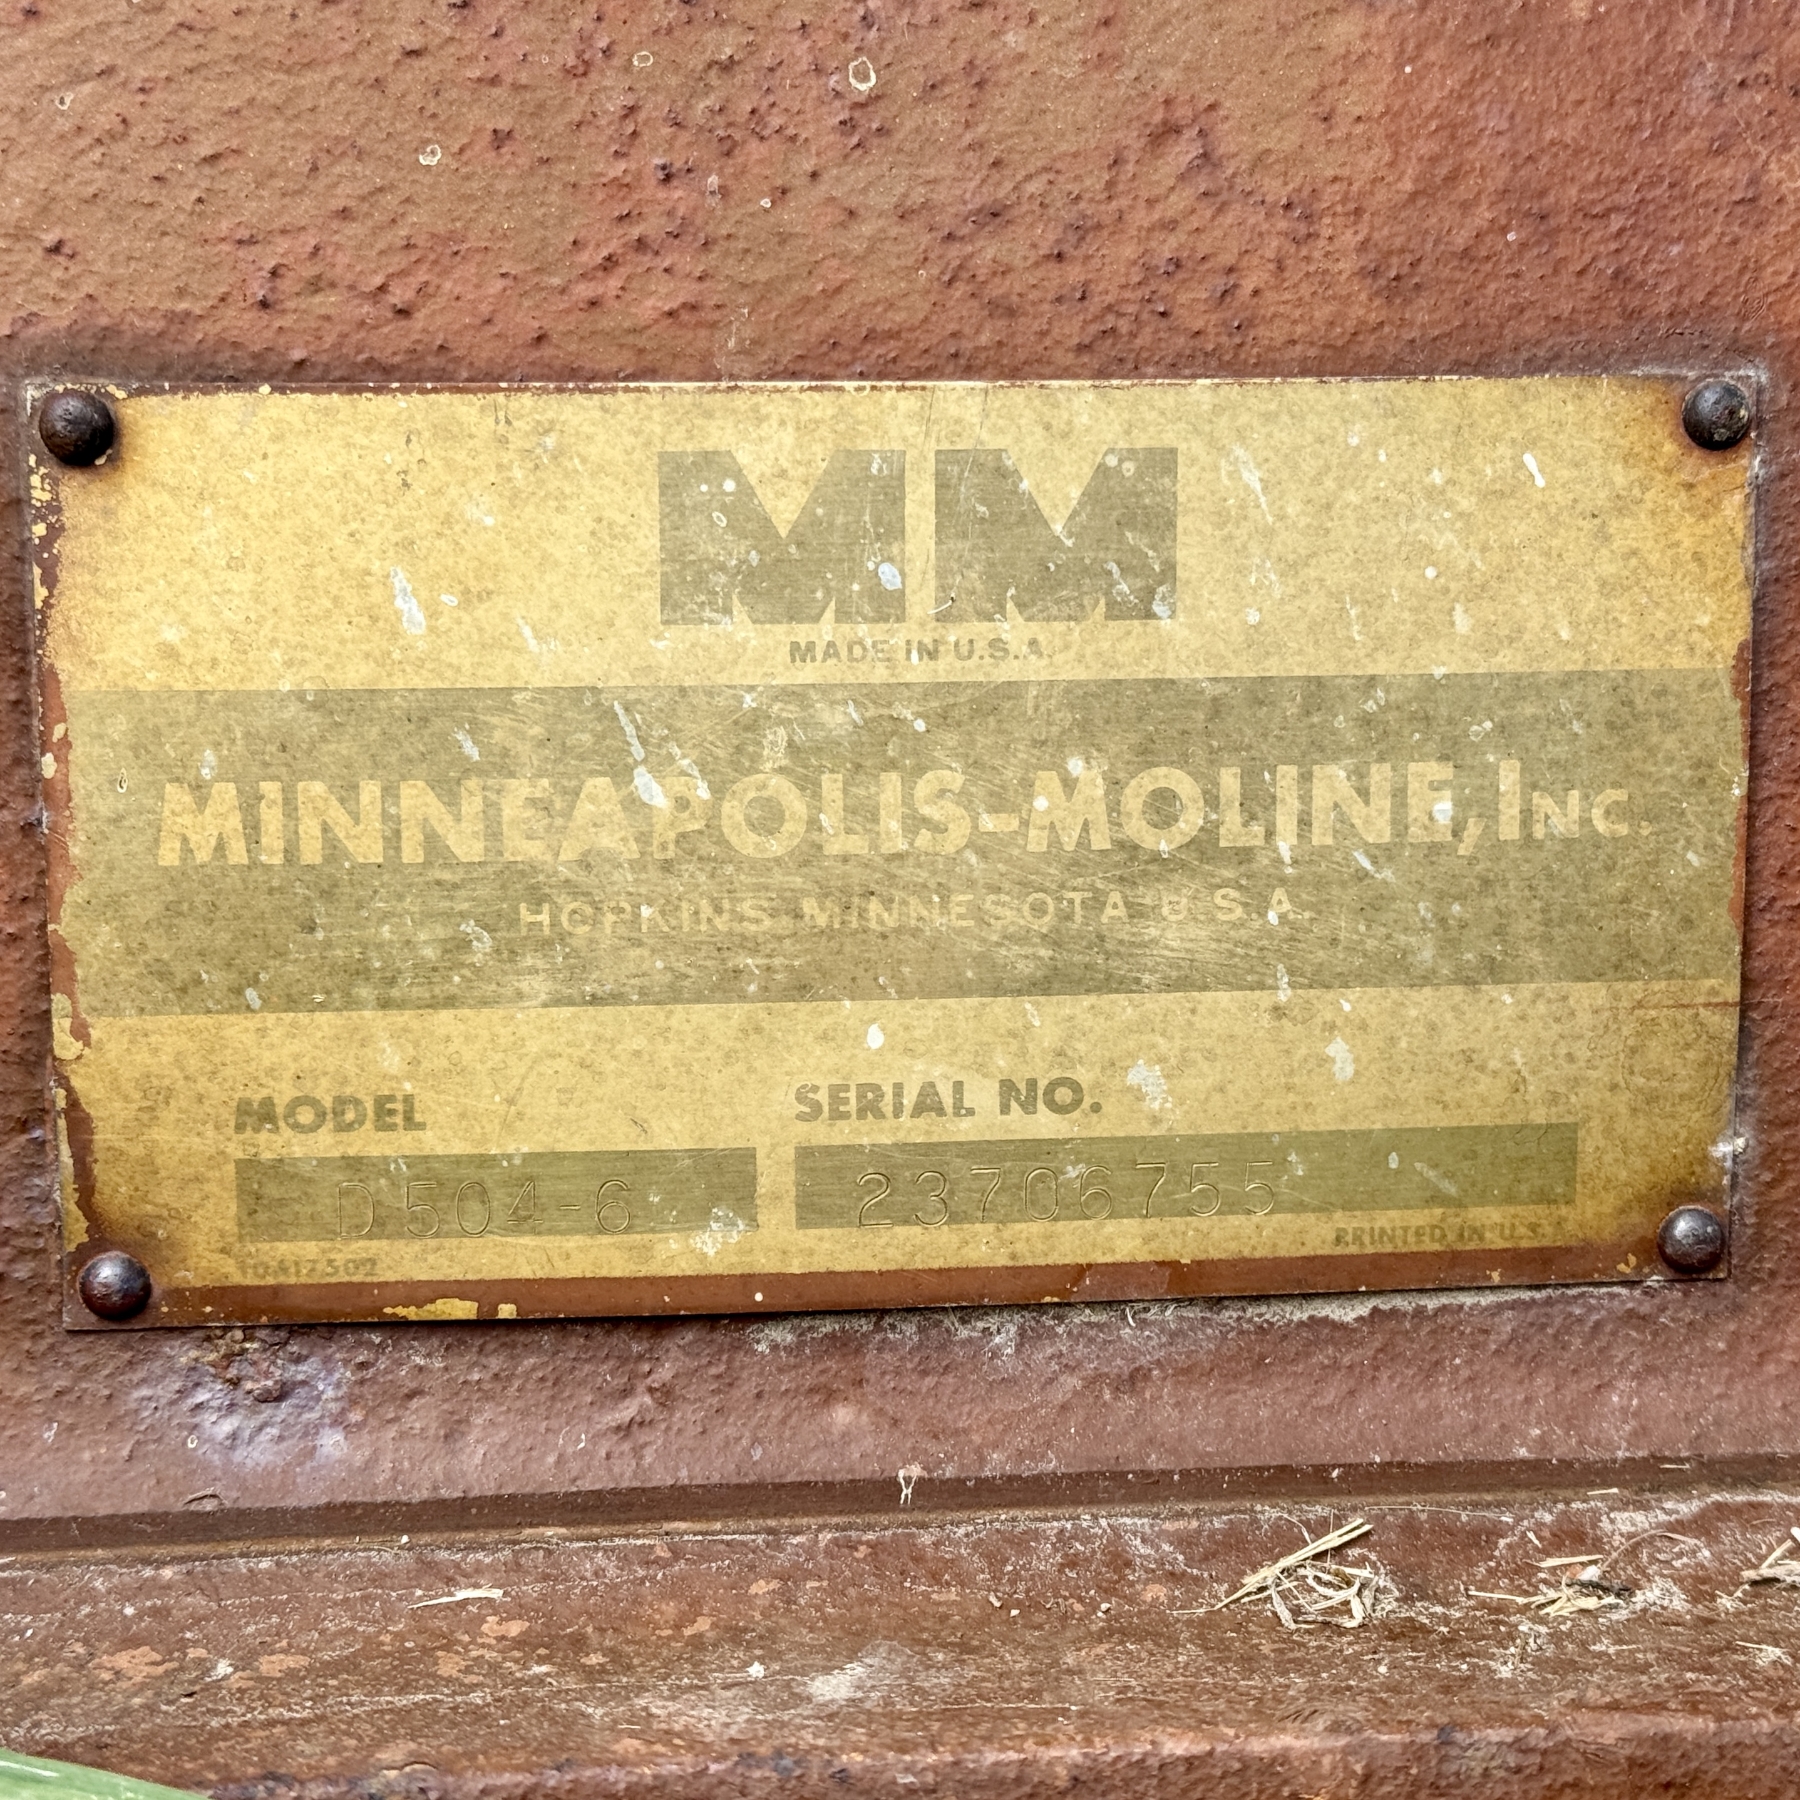 MM
MADE IN U.S.A.
MINNEAPOLIS-MOLINE, INC.
HOPKINS MINNESOTA U.S.A.
MODEL SERIAL NO.
D504-6 23706755
PRINTED IN U.S.A.